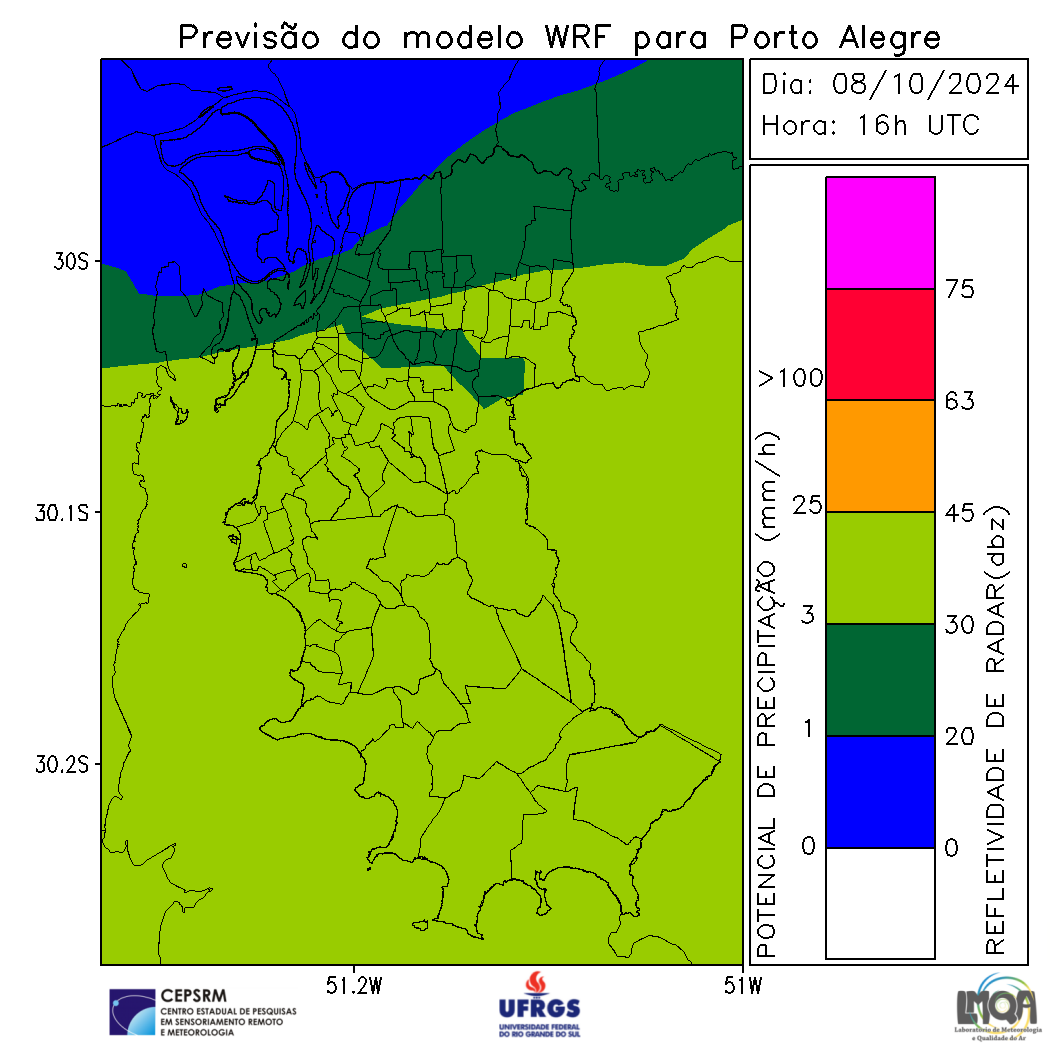 Previsão do modelo WRF para Porto Alegre
Dia: 08/10/2024
Hora: 16h UTC
30S
30.1S
30.2S
51.2W
51W
POTENCIAL DE PRECIPITAÇÃO (mm/h)
>100
25
3
1
0
75
63
45
30
20
0
REFLETIVIDADE DE RADAR(dbz)
CEPSRM
CENTRO ESTADUAL DE PESQUISAS
EM SENSORIAMENTO REMOTO
E METEOROLOGIA
UFRGS
UNIVERSIDADE FEDERAL
DO RIO GRANDE DO SUL
LMQA
Laboratório de Meteorologia
e Qualidade do Ar